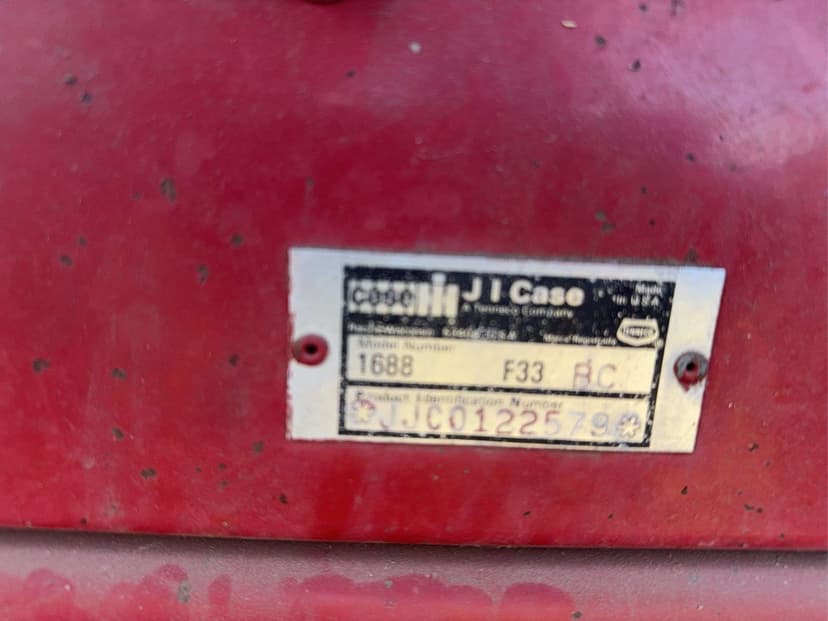 Case IH J I Case
A Tenneco Company
Made
in U.S.A.
Model Number
1688 F33 BC
Product Identification Number
*JJC0122579*